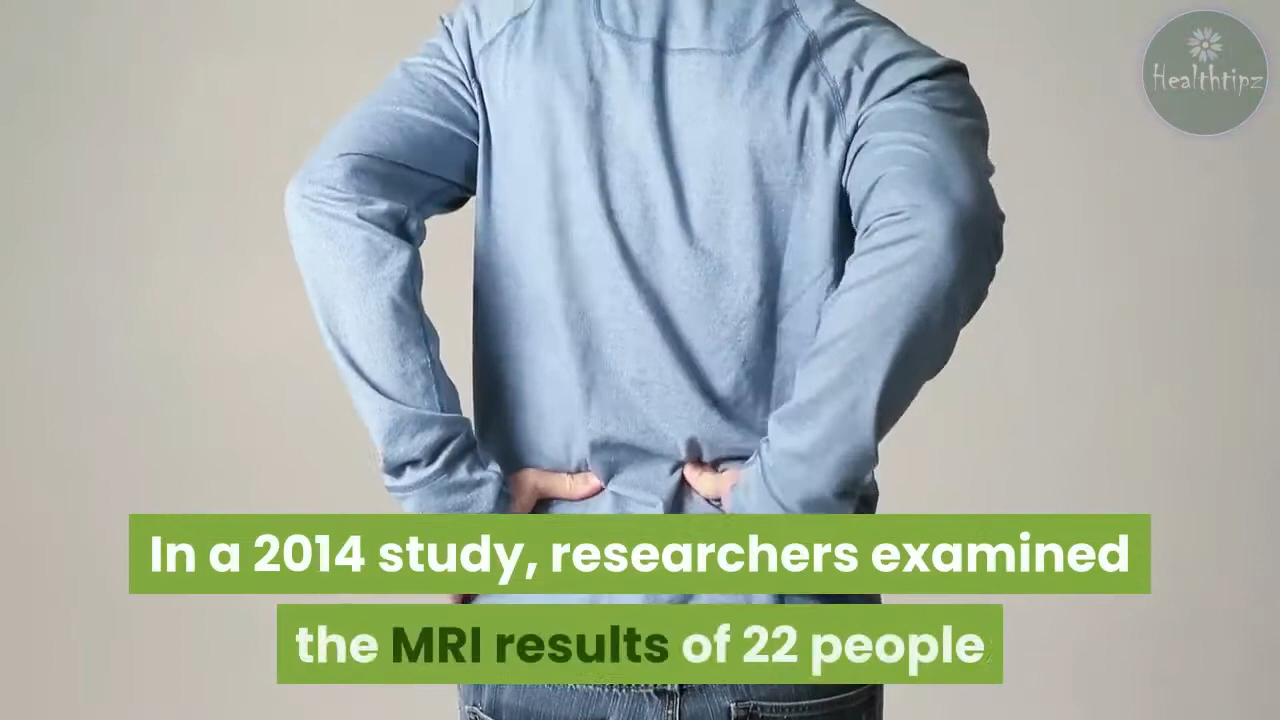 Healthtipz
In a 2014 study, researchers examined
the MRI results of 22 people